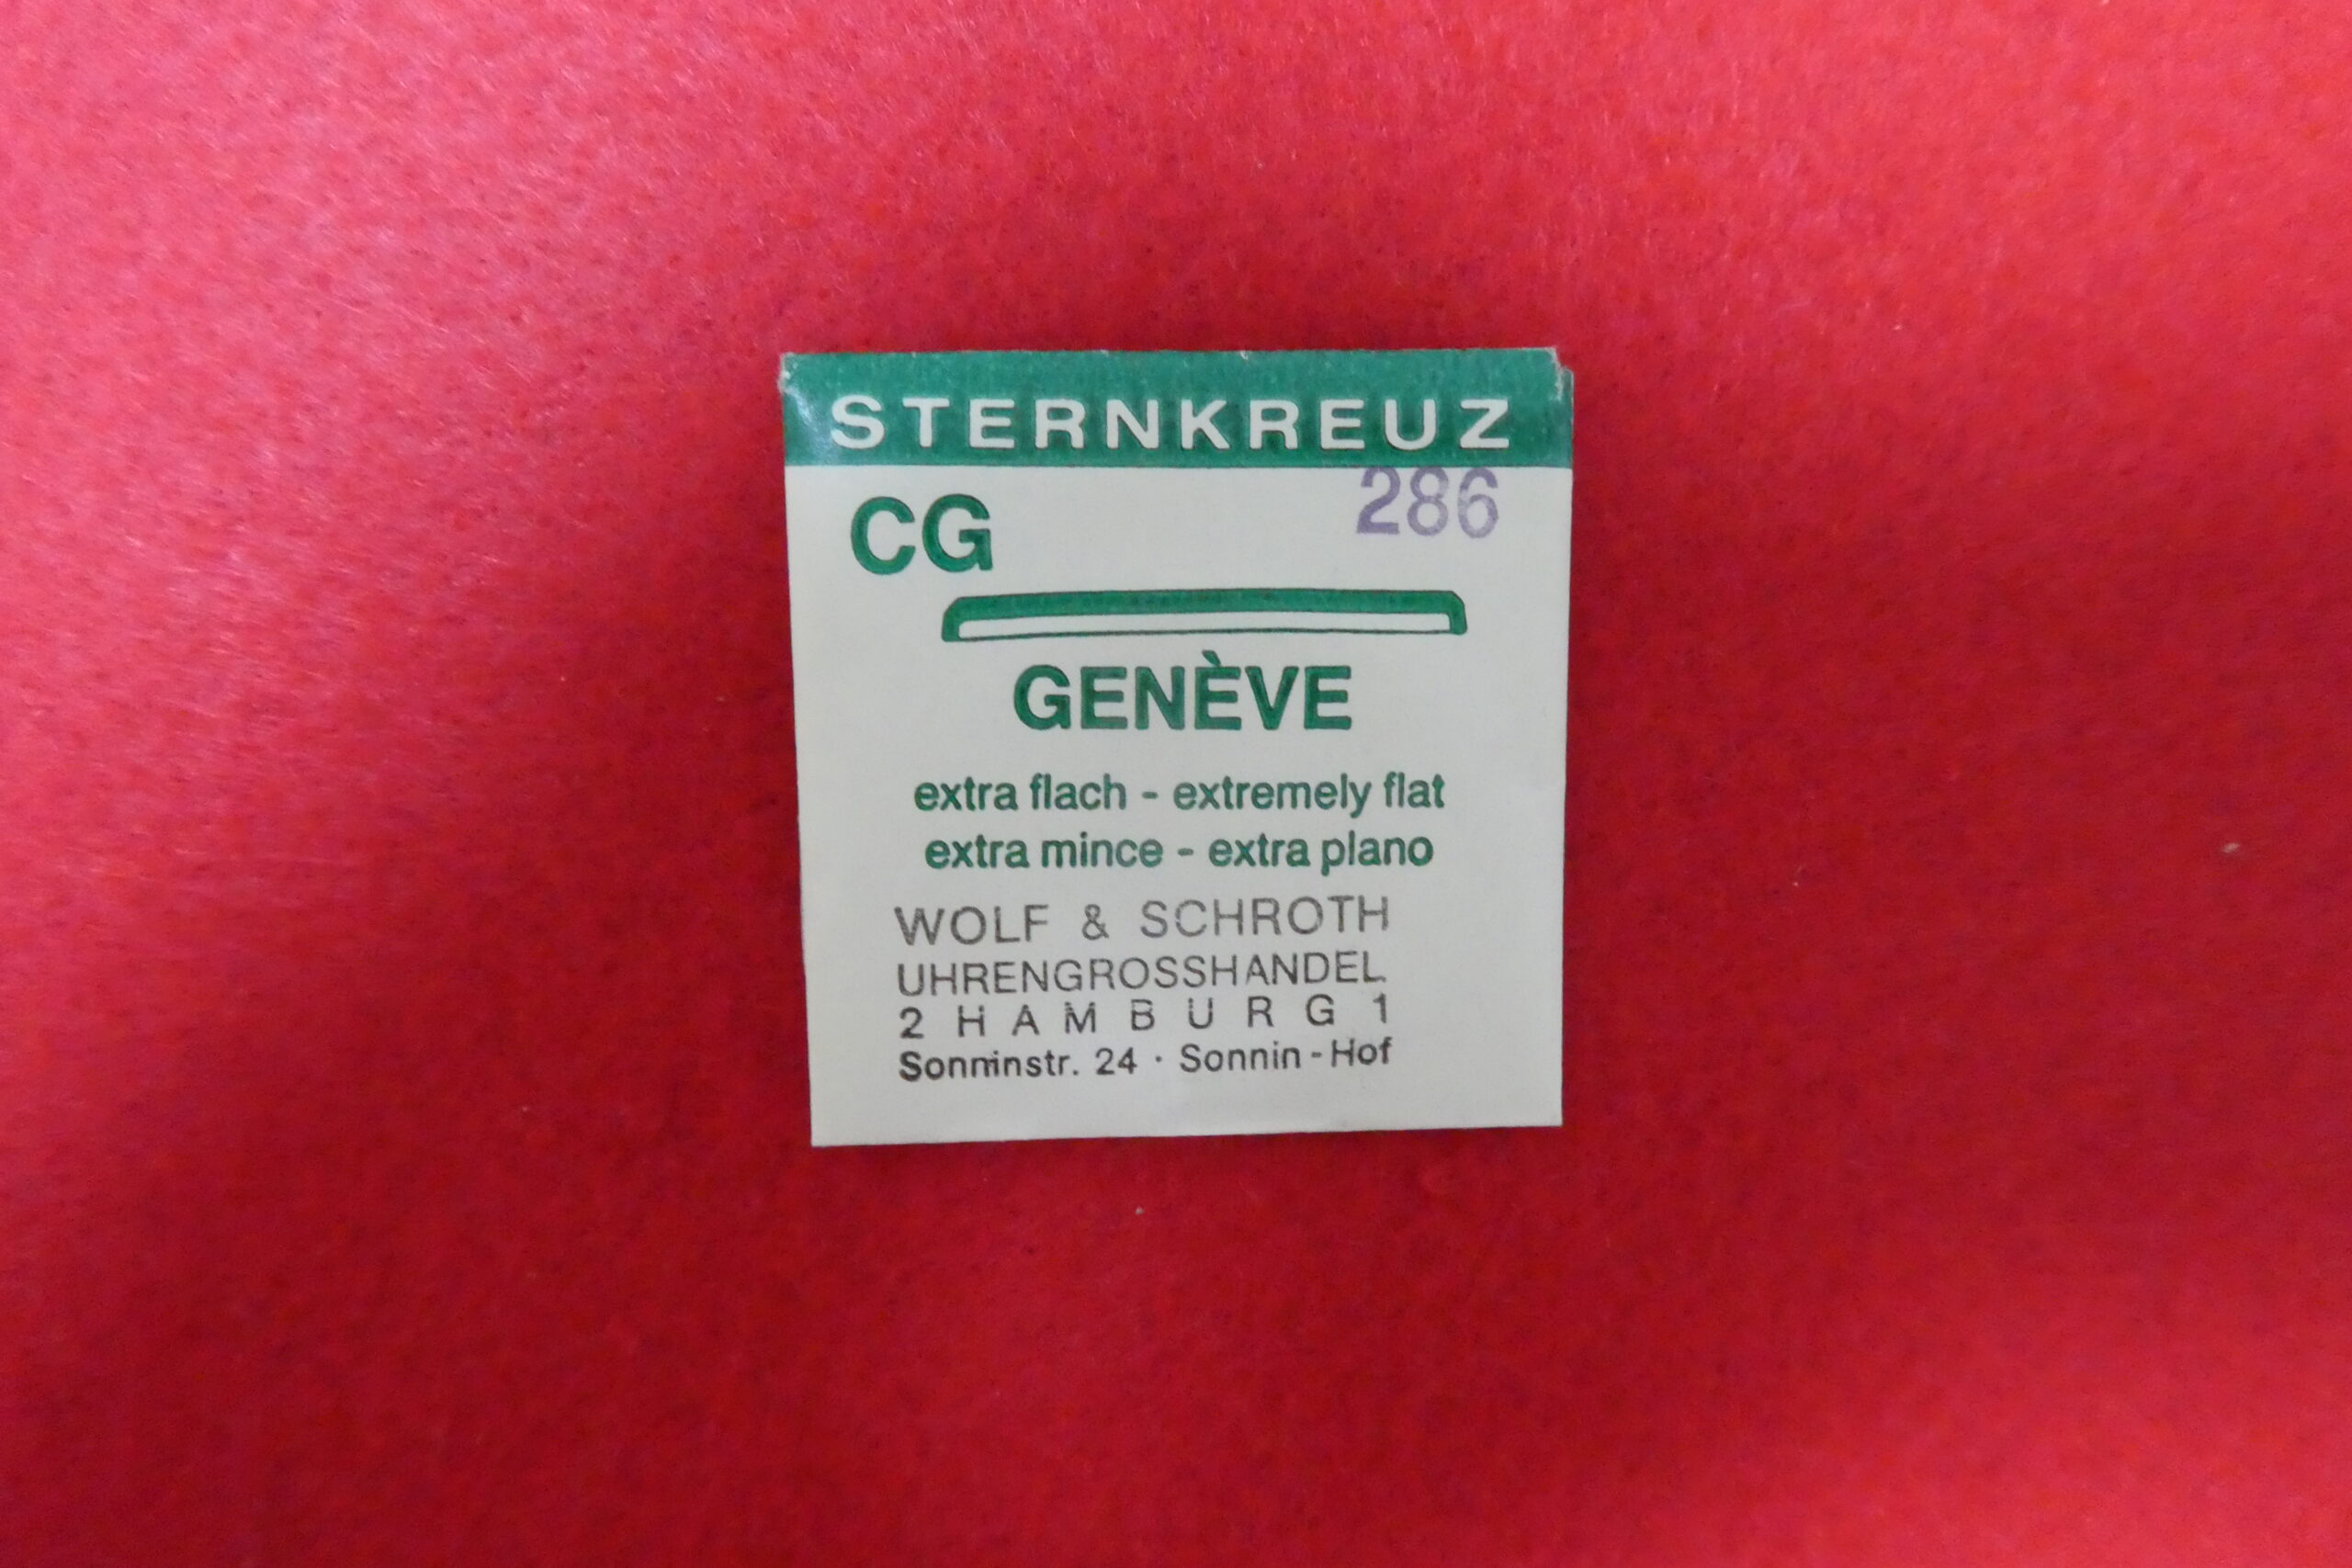 STERNKREUZ
CG 286
GENÈVE
extra flach - extremely flat
extra mince - extra plano
WOLF & SCHROTH
UHRENGROSSHANDEL
2 HAMBURG 1
Sonninstr. 24 · Sonnin-Hof